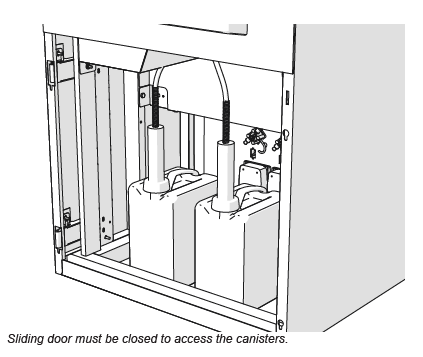 Sliding door must be closed to access the canisters.